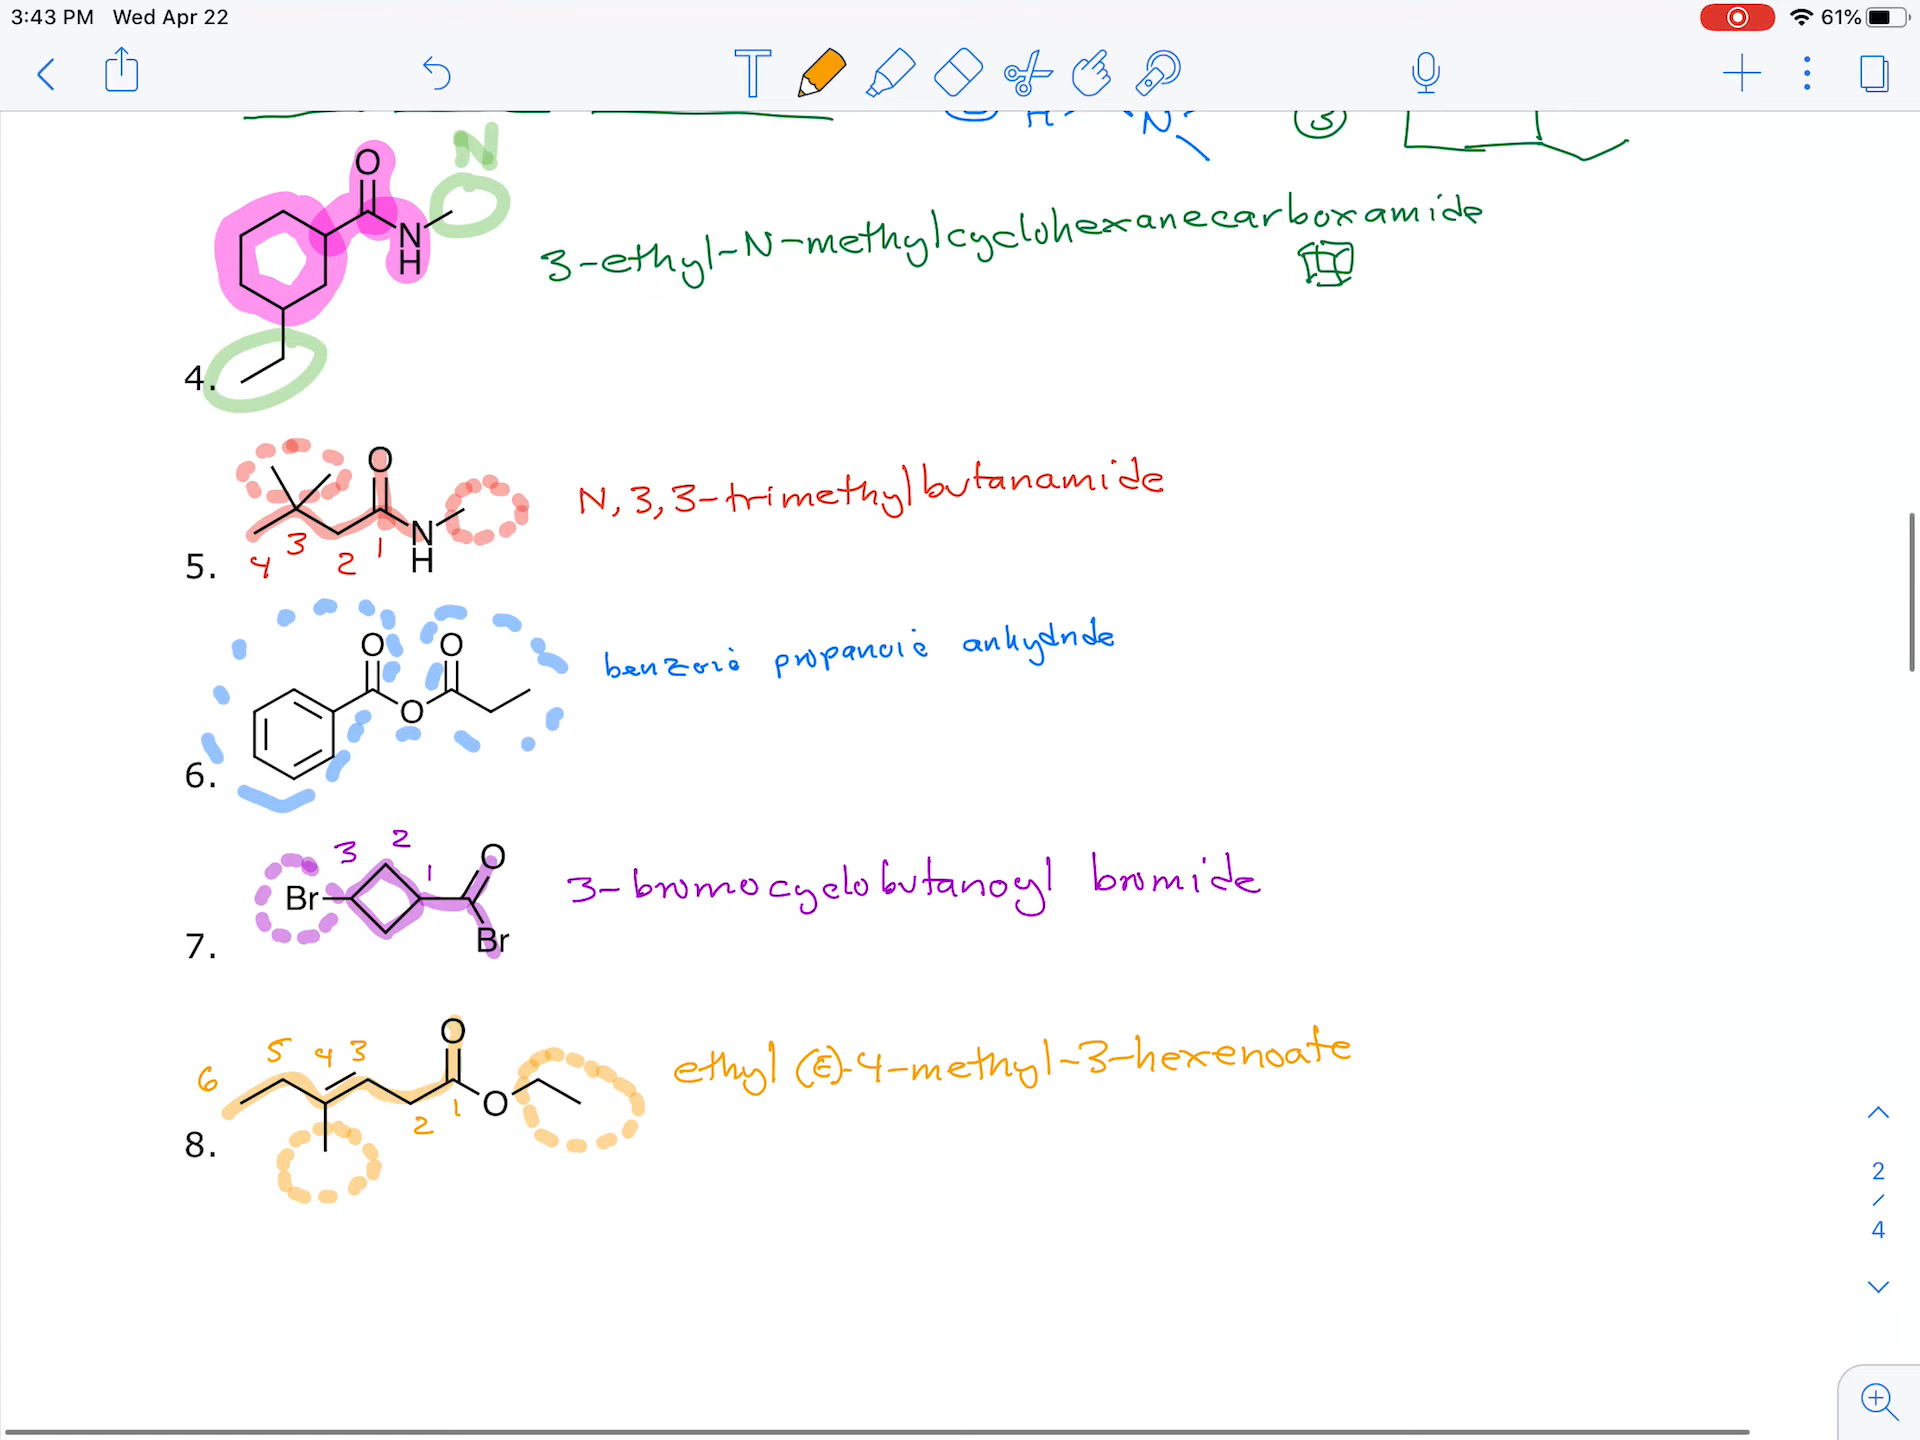 3:43 PM Wed Apr 22 61%
T
H N 3
N
O
N
H
3-ethyl-N-methylcyclohexanecarboxamide
4.
O
N
H
4 3 2 1
N,3,3-trimethylbutanamide
5.
O O
O
benzoic propanoic anhydride
6.
3 2 1
O
Br
Br
3-bromocyclobutanoyl bromide
7.
O
6 5 4 3
2 1
O
ethyl (E)-4-methyl-3-hexenoate
8.
2
/
4